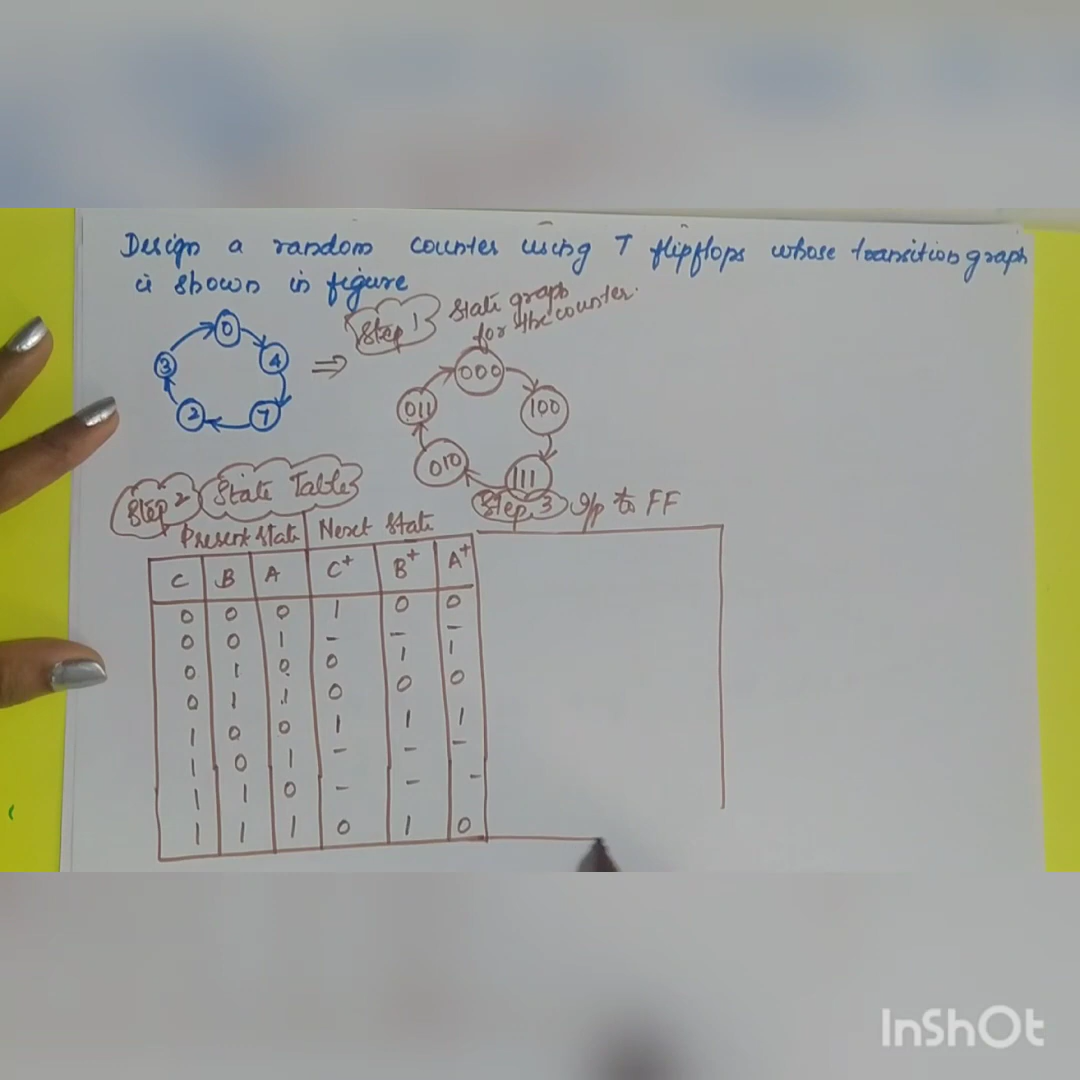 Design a random counter using T flipflops whose transition graph
is shown in figure
0
4
7
2
3
⇒
Step 1 State graph
for the counter.
000
100
111
010
011
Step 2 State Table
Step 3 I/p to FF
Present State Next State
C B A C+ B+ A+
0 0 0 1 0 0
0 0 1 - - -
0 1 0 0 1 1
0 1 1 0 0 0
1 0 0 1 1 1
1 0 1 - - -
1 1 0 - - -
1 1 1 0 1 0
InShOt